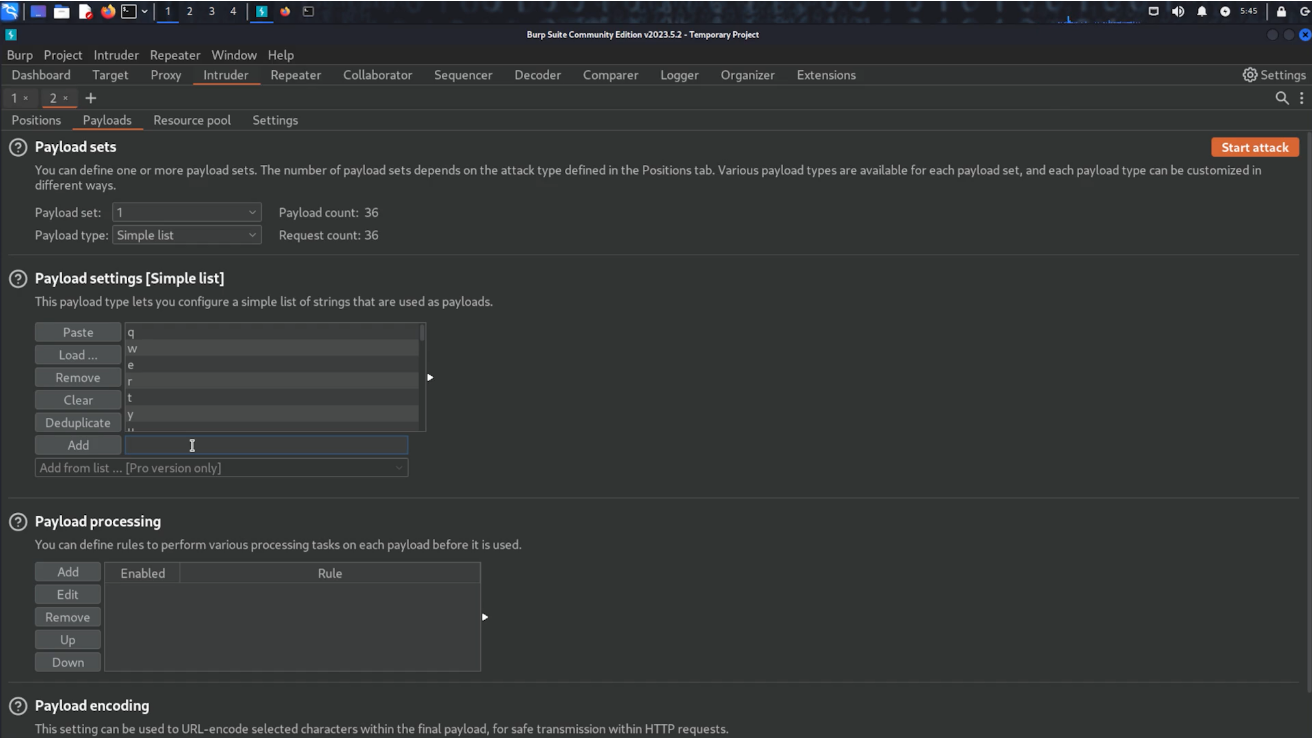 1 2 3 4 5:45
Burp Suite Community Edition v2023.5.2 - Temporary Project
Burp Project Intruder Repeater Window Help
Dashboard Target Proxy Intruder Repeater Collaborator Sequencer Decoder Comparer Logger Organizer Extensions Settings
1 × 2 × +
Positions Payloads Resource pool Settings
? Payload sets Start attack
You can define one or more payload sets. The number of payload sets depends on the attack type defined in the Positions tab. Various payload types are available for each payload set, and each payload type can be customized in
different ways.
Payload set: 1 Payload count: 36
Payload type: Simple list Request count: 36
? Payload settings [Simple list]
This payload type lets you configure a simple list of strings that are used as payloads.
Paste q
w
Load ... e
Remove r
Clear t
y
Deduplicate
Add
Add from list ... [Pro version only]
? Payload processing
You can define rules to perform various processing tasks on each payload before it is used.
Add Enabled Rule
Edit
Remove
Up
Down
? Payload encoding
This setting can be used to URL-encode selected characters within the final payload, for safe transmission within HTTP requests.